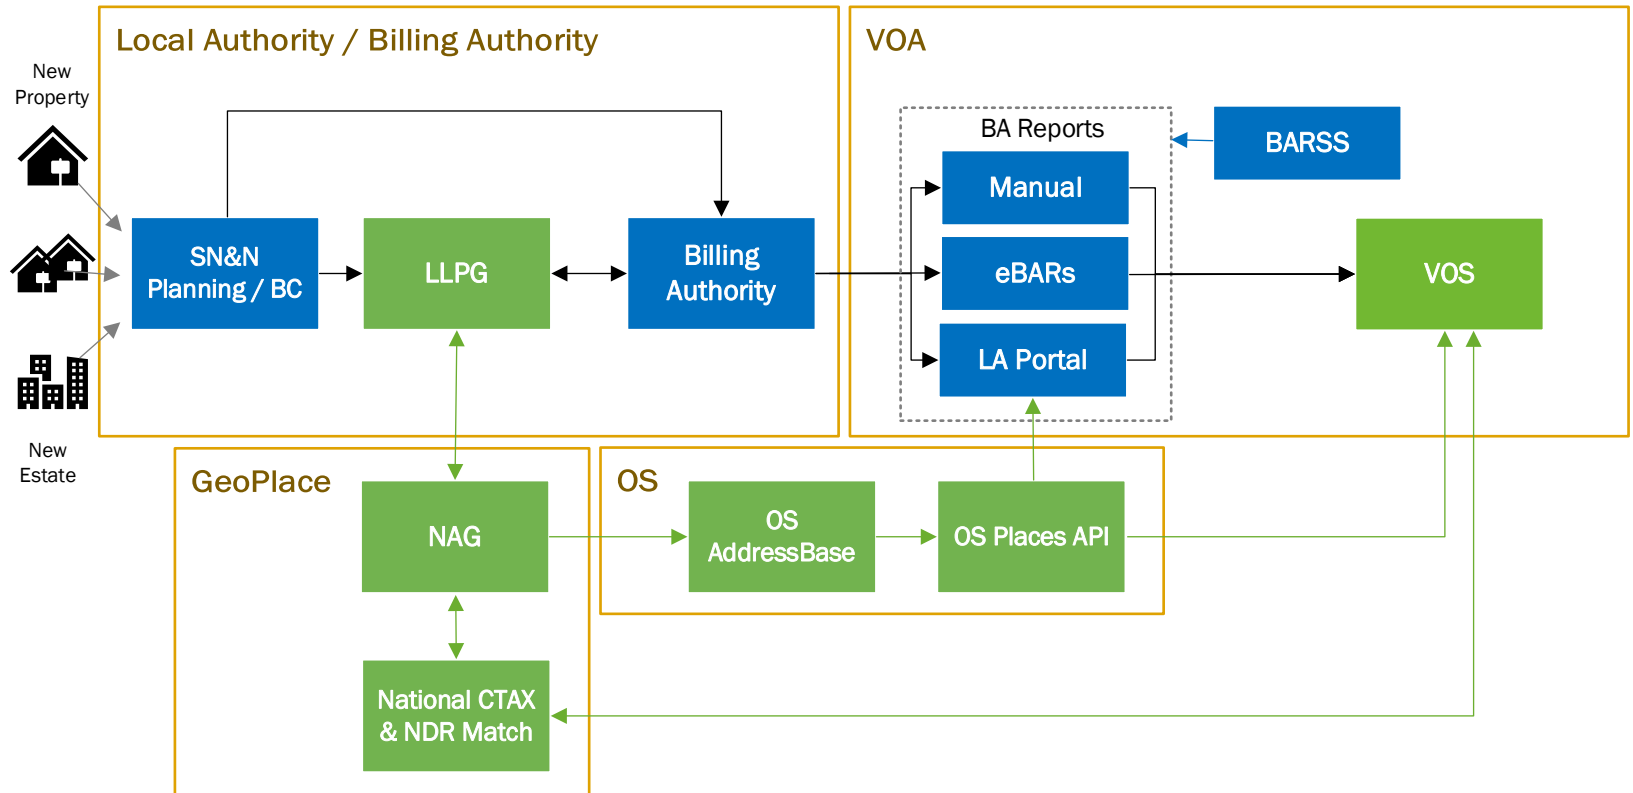 Local Authority / Billing Authority
VOA
New
Property
BA Reports
BARSS
Manual
SN&N
Planning / BC
LLPG
Billing
Authority
eBARs
VOS
LA Portal
New
Estate
GeoPlace
OS
NAG
OS
AddressBase
OS Places API
National CTAX
& NDR Match